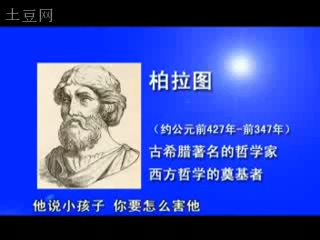 土豆网
柏拉图
（约公元前427年-前347年）
古希腊著名的哲学家
西方哲学的奠基者
他说小孩子 你要怎么害他